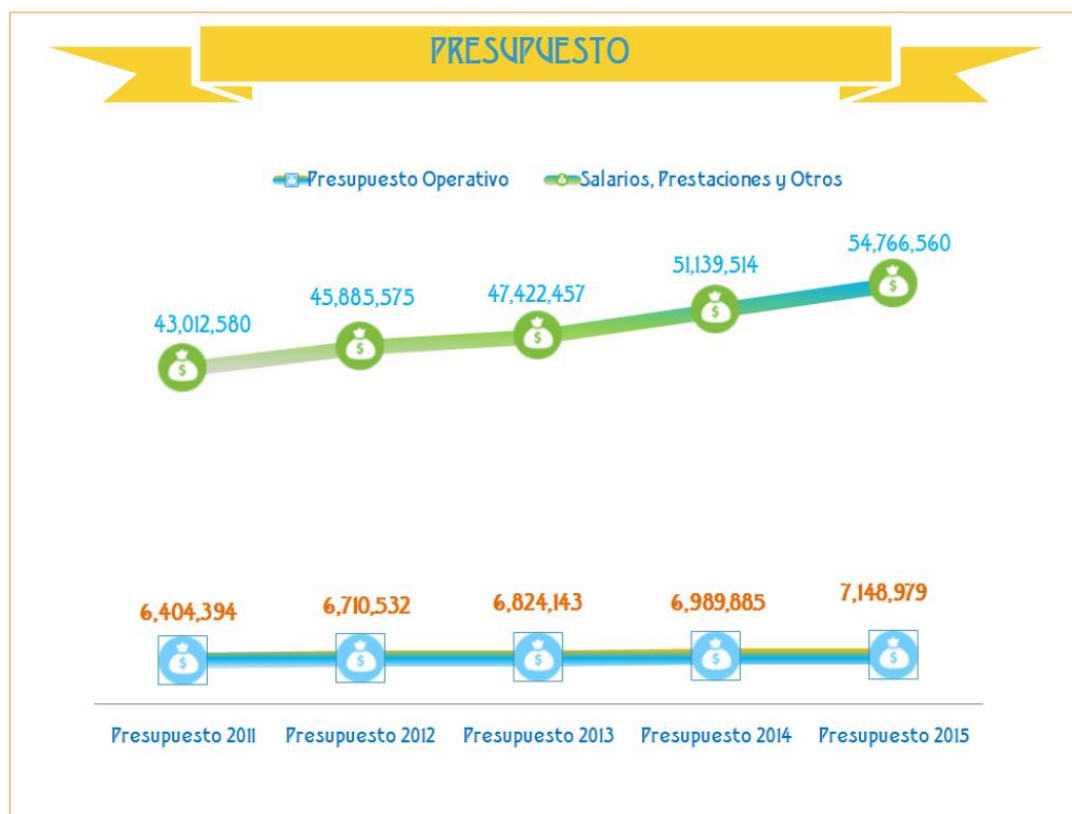 PRESUPUESTO
Presupuesto Operativo Salarios, Prestaciones y Otros
54,766,560
51,139,514
47,422,457
45,885,575
43,012,580
6,404,394 6,710,532 6,824,143 6,989,885 7,148,979
Presupuesto 2011 Presupuesto 2012 Presupuesto 2013 Presupuesto 2014 Presupuesto 2015